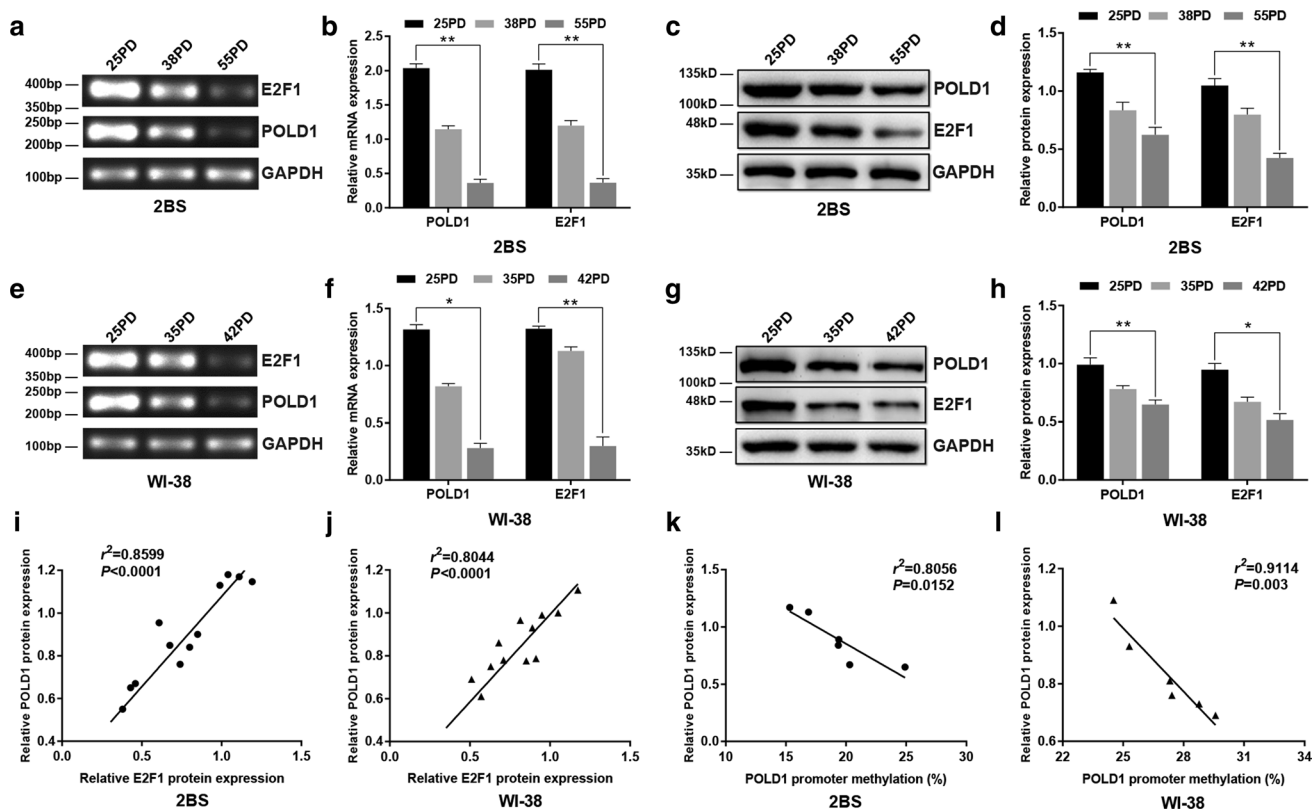 a
25PD 38PD 55PD
400bp
350bp
250bp
200bp
100bp
E2F1
POLD1
GAPDH
2BS
b
25PD 38PD 55PD
Relative mRNA expression
2.5
2.0
1.5
1.0
0.5
0.0
** **
POLD1 E2F1
2BS
c
25PD 38PD 55PD
135kD
100kD
48kD
35kD
POLD1
E2F1
GAPDH
2BS
d
25PD 38PD 55PD
Relative protein expression
1.5
1.0
0.5
0.0
** **
POLD1 E2F1
2BS
e
25PD 35PD 42PD
400bp
350bp
250bp
200bp
100bp
E2F1
POLD1
GAPDH
WI-38
f
25PD 35PD 42PD
Relative mRNA expression
1.5
1.0
0.5
0.0
* **
POLD1 E2F1
WI-38
g
25PD 35PD 42PD
135kD
100kD
48kD
35kD
POLD1
E2F1
GAPDH
WI-38
h
25PD 35PD 42PD
Relative protein expression
1.5
1.0
0.5
0.0
** *
POLD1 E2F1
WI-38
i
r²=0.8599
P<0.0001
Relative POLD1 protein expression
1.2
1.0
0.8
0.6
0.4
0.0 0.5 1.0 1.5
Relative E2F1 protein expression
2BS
j
r²=0.8044
P<0.0001
Relative POLD1 protein expression
1.2
1.0
0.8
0.6
0.4
0.0 0.5 1.0 1.5
Relative E2F1 protein expression
WI-38
k
r²=0.8056
P=0.0152
Relative POLD1 protein expression
1.5
1.0
0.5
0.0
10 15 20 25 30
POLD1 promoter methylation (%)
2BS
l
r²=0.9114
P=0.003
Relative POLD1 protein expression
1.2
1.0
0.8
0.6
22 25 28 31 34
POLD1 promoter methylation (%)
WI-38